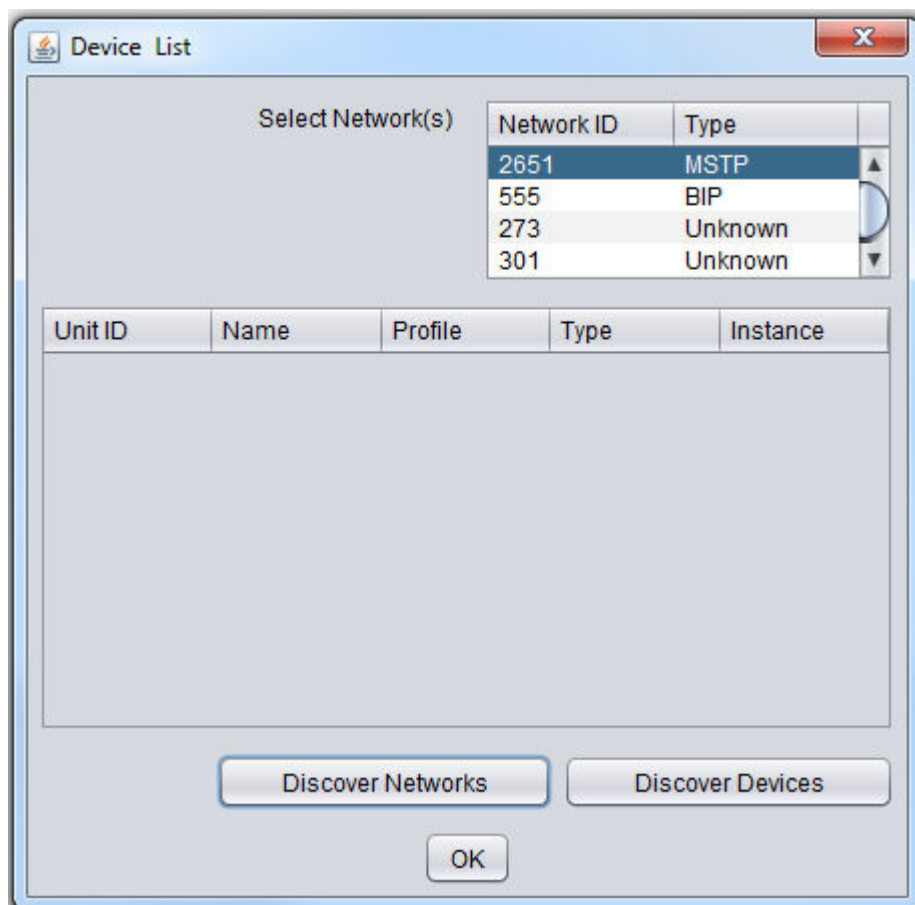 Device List
Select Network(s)
Network ID Type
2651 MSTP
555 BIP
273 Unknown
301 Unknown
Unit ID Name Profile Type Instance
Discover Networks Discover Devices
OK